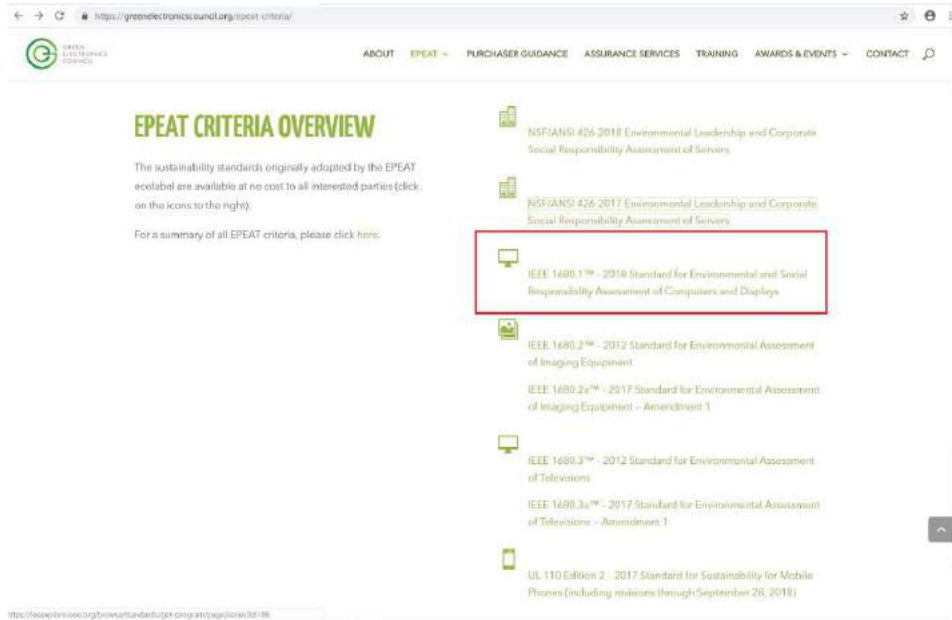 https://greenelectronicscouncil.org/epeat-criteria/
GREEN
ELECTRONICS
COUNCIL
ABOUT EPEAT PURCHASER GUIDANCE ASSURANCE SERVICES TRAINING AWARDS & EVENTS CONTACT
EPEAT CRITERIA OVERVIEW
The sustainability standards originally adopted by the EPEAT
ecolabel are available at no cost to all interested parties (click
on the icons to the right).
For a summary of all EPEAT criteria, please click here.
NSF/ANSI 426-2018 Environmental Leadership and Corporate
Social Responsibility Assessment of Servers
NSF/ANSI 426-2017 Environmental Leadership and Corporate
Social Responsibility Assessment of Servers
IEEE 1680.1™ - 2018 Standard for Environmental and Social
Responsibility Assessment of Computers and Displays
IEEE 1680.2™ - 2012 Standard for Environmental Assessment
of Imaging Equipment
IEEE 1680.2a™ - 2017 Standard for Environmental Assessment
of Imaging Equipment – Amendment 1
IEEE 1680.3™ - 2012 Standard for Environmental Assessment
of Televisions
IEEE 1680.3a™ - 2017 Standard for Environmental Assessment
of Televisions – Amendment 1
UL 110 Edition 2 - 2017 Standard for Sustainability for Mobile
Phones (including revisions through September 28, 2018)